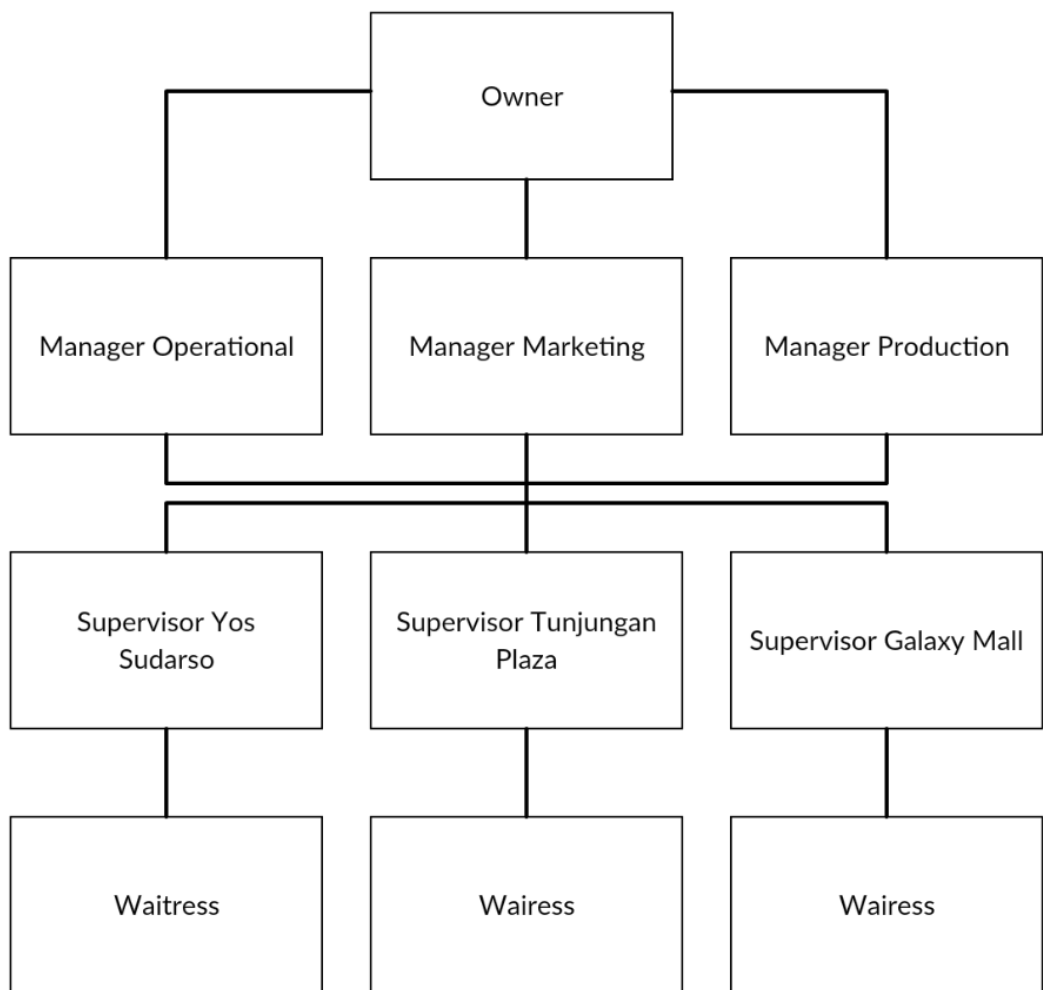 Owner
Manager Operational
Manager Marketing
Manager Production
Supervisor Yos
Sudarso
Supervisor Tunjungan
Plaza
Supervisor Galaxy Mall
Waitress
Wairess
Wairess